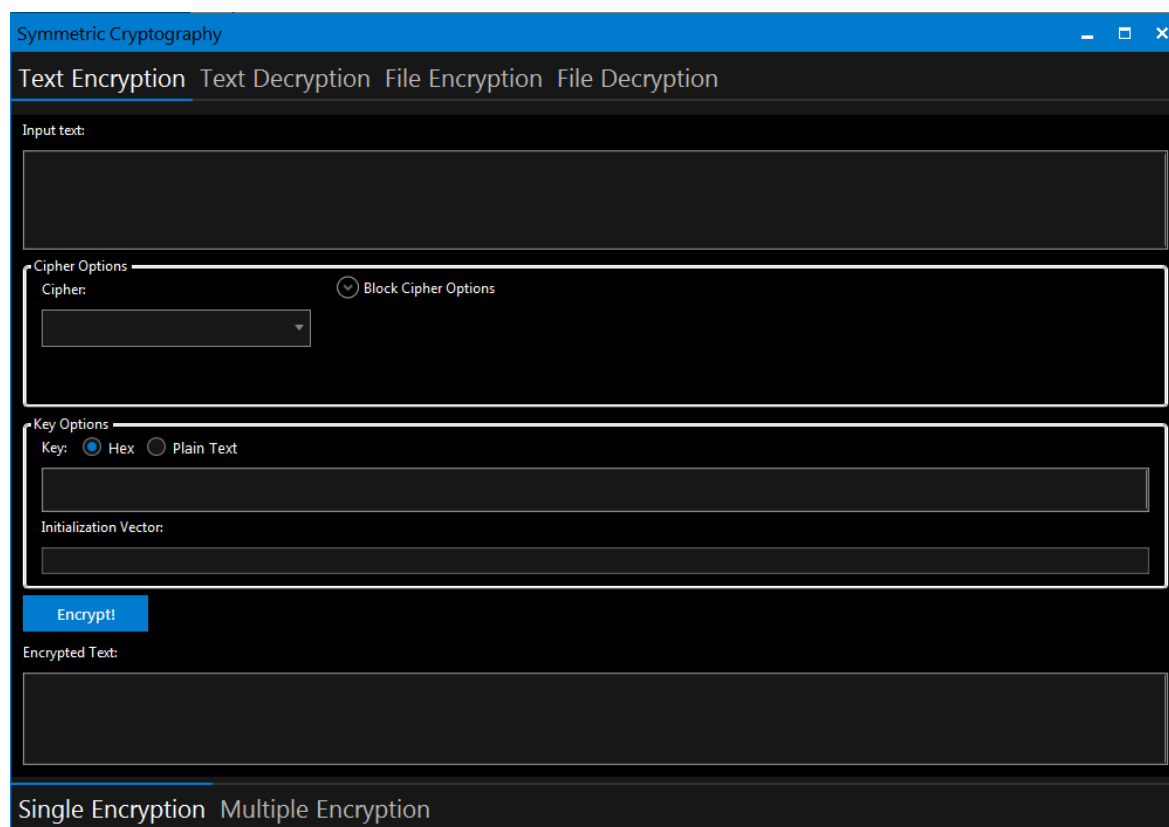 Symmetric Cryptography
Text Encryption Text Decryption File Encryption File Decryption
Input text:
Cipher Options
Cipher:
Block Cipher Options
Key Options
Key: Hex Plain Text
Initialization Vector:
Encrypt!
Encrypted Text:
Single Encryption Multiple Encryption